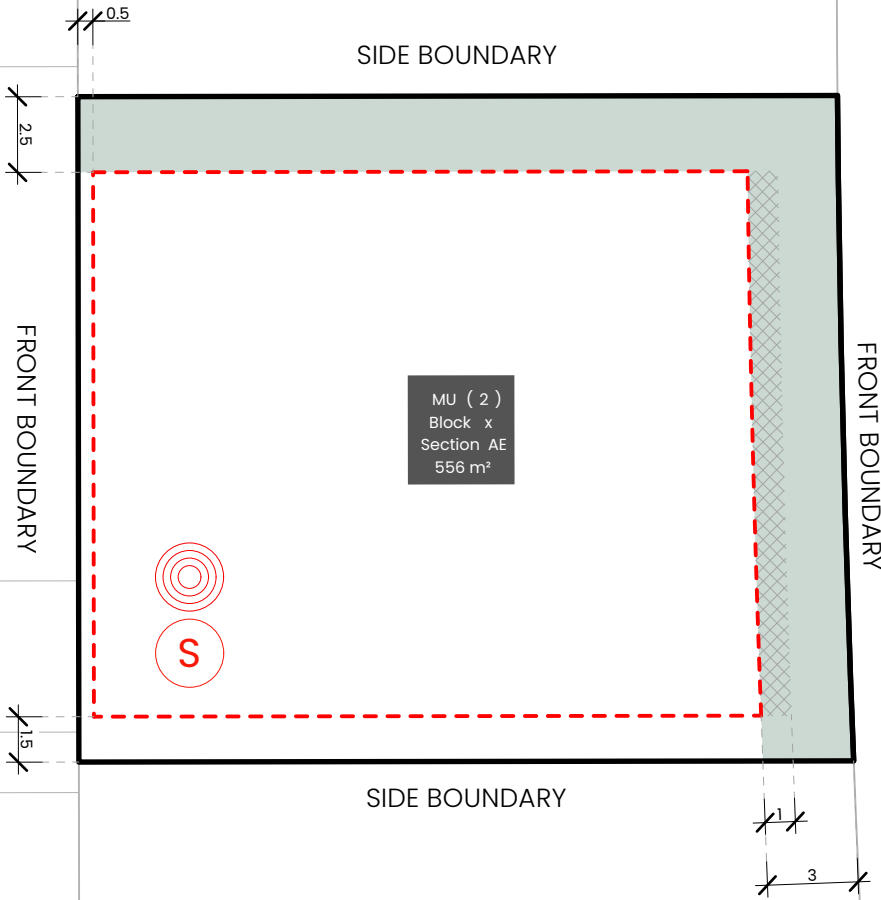 0.5
SIDE BOUNDARY
2.5
FRONT BOUNDARY
FRONT BOUNDARY
MU ( 2 )
Block x
Section AE
556 m²
S
1.5
SIDE BOUNDARY
1
3